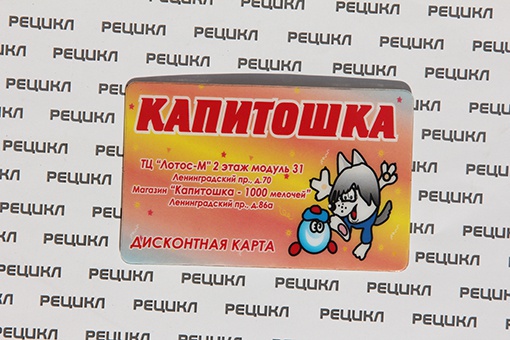 КАПИТОШКА
ТЦ "Лотос-М" 2 этаж модуль 31
Ленинградский пр., д.70
Магазин "Капитошка - 1000 мелочей"
Ленинградский пр., д.86а
ДИСКОНТНАЯ КАРТА
РЕЦИКЛ